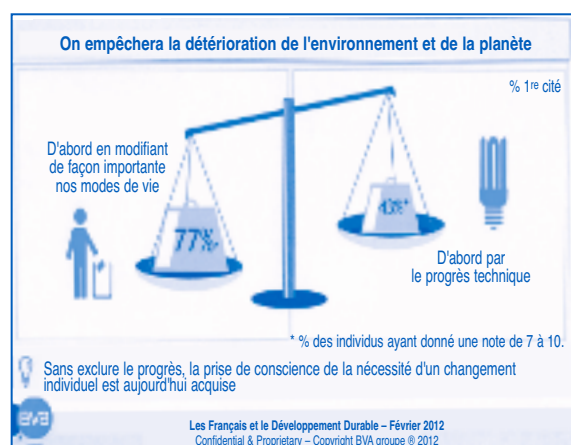 On empêchera la détérioration de l'environnement et de la planète
% 1re cité
D'abord en modifiant
de façon importante
nos modes de vie
77%*
43%*
D'abord par
le progrès technique
* % des individus ayant donné une note de 7 à 10.
Sans exclure le progrès, la prise de conscience de la nécessité d'un changement
individuel est aujourd'hui acquise
BVA
Les Français et le Développement Durable – Février 2012
Confidential & Proprietary – Copyright BVA groupe ® 2012